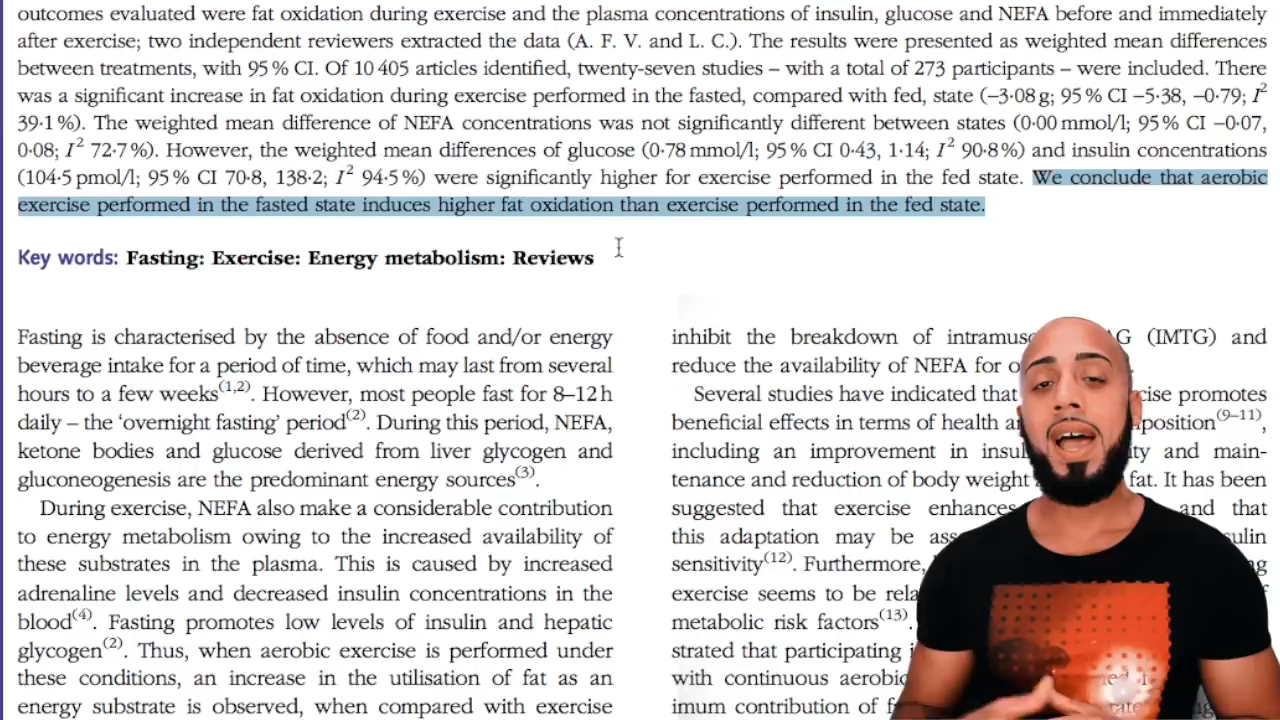 outcomes evaluated were fat oxidation during exercise and the plasma concentrations of insulin, glucose and NEFA before and immediately
after exercise; two independent reviewers extracted the data (A. F. V. and L. C.). The results were presented as weighted mean differences
between treatments, with 95 % CI. Of 10 405 articles identified, twenty-seven studies – with a total of 273 participants – were included. There
was a significant increase in fat oxidation during exercise performed in the fasted, compared with fed, state (−3·08 g; 95 % CI −5·38, −0·79; I²
39·1 %). The weighted mean difference of NEFA concentrations was not significantly different between states (0·00 mmol/l; 95 % CI −0·07,
0·08; I² 72·7 %). However, the weighted mean differences of glucose (0·78 mmol/l; 95 % CI 0·43, 1·14; I² 90·8 %) and insulin concentrations
(104·5 pmol/l; 95 % CI 70·8, 138·2; I² 94·5 %) were significantly higher for exercise performed in the fed state. We conclude that aerobic
exercise performed in the fasted state induces higher fat oxidation than exercise performed in the fed state.
Key words: Fasting: Exercise: Energy metabolism: Reviews
Fasting is characterised by the absence of food and/or energy
beverage intake for a period of time, which may last from several
hours to a few weeks(1,2). However, most people fast for 8–12 h
daily – the ‘overnight fasting’ period(2). During this period, NEFA,
ketone bodies and glucose derived from liver glycogen and
gluconeogenesis are the predominant energy sources(3).
During exercise, NEFA also make a considerable contribution
to energy metabolism owing to the increased availability of
these substrates in the plasma. This is caused by increased
adrenaline levels and decreased insulin concentrations in the
blood(4). Fasting promotes low levels of insulin and hepatic
glycogen(2). Thus, when aerobic exercise is performed under
these conditions, an increase in the utilisation of fat as an
energy substrate is observed, when compared with exercise
inhibit the breakdown of (IMTG) and
reduce the availability of NEFA for
Several studies have indicated that promotes
beneficial effects in terms of health (9–11),
including an improvement in and main-
tenance and reduction of body weight fat. It has been
suggested that exercise enhances and that
this adaptation may be
sensitivity(12). Furthermore,
exercise seems to be
metabolic risk factors(13).
strated that participating
with continuous
imum contribution of